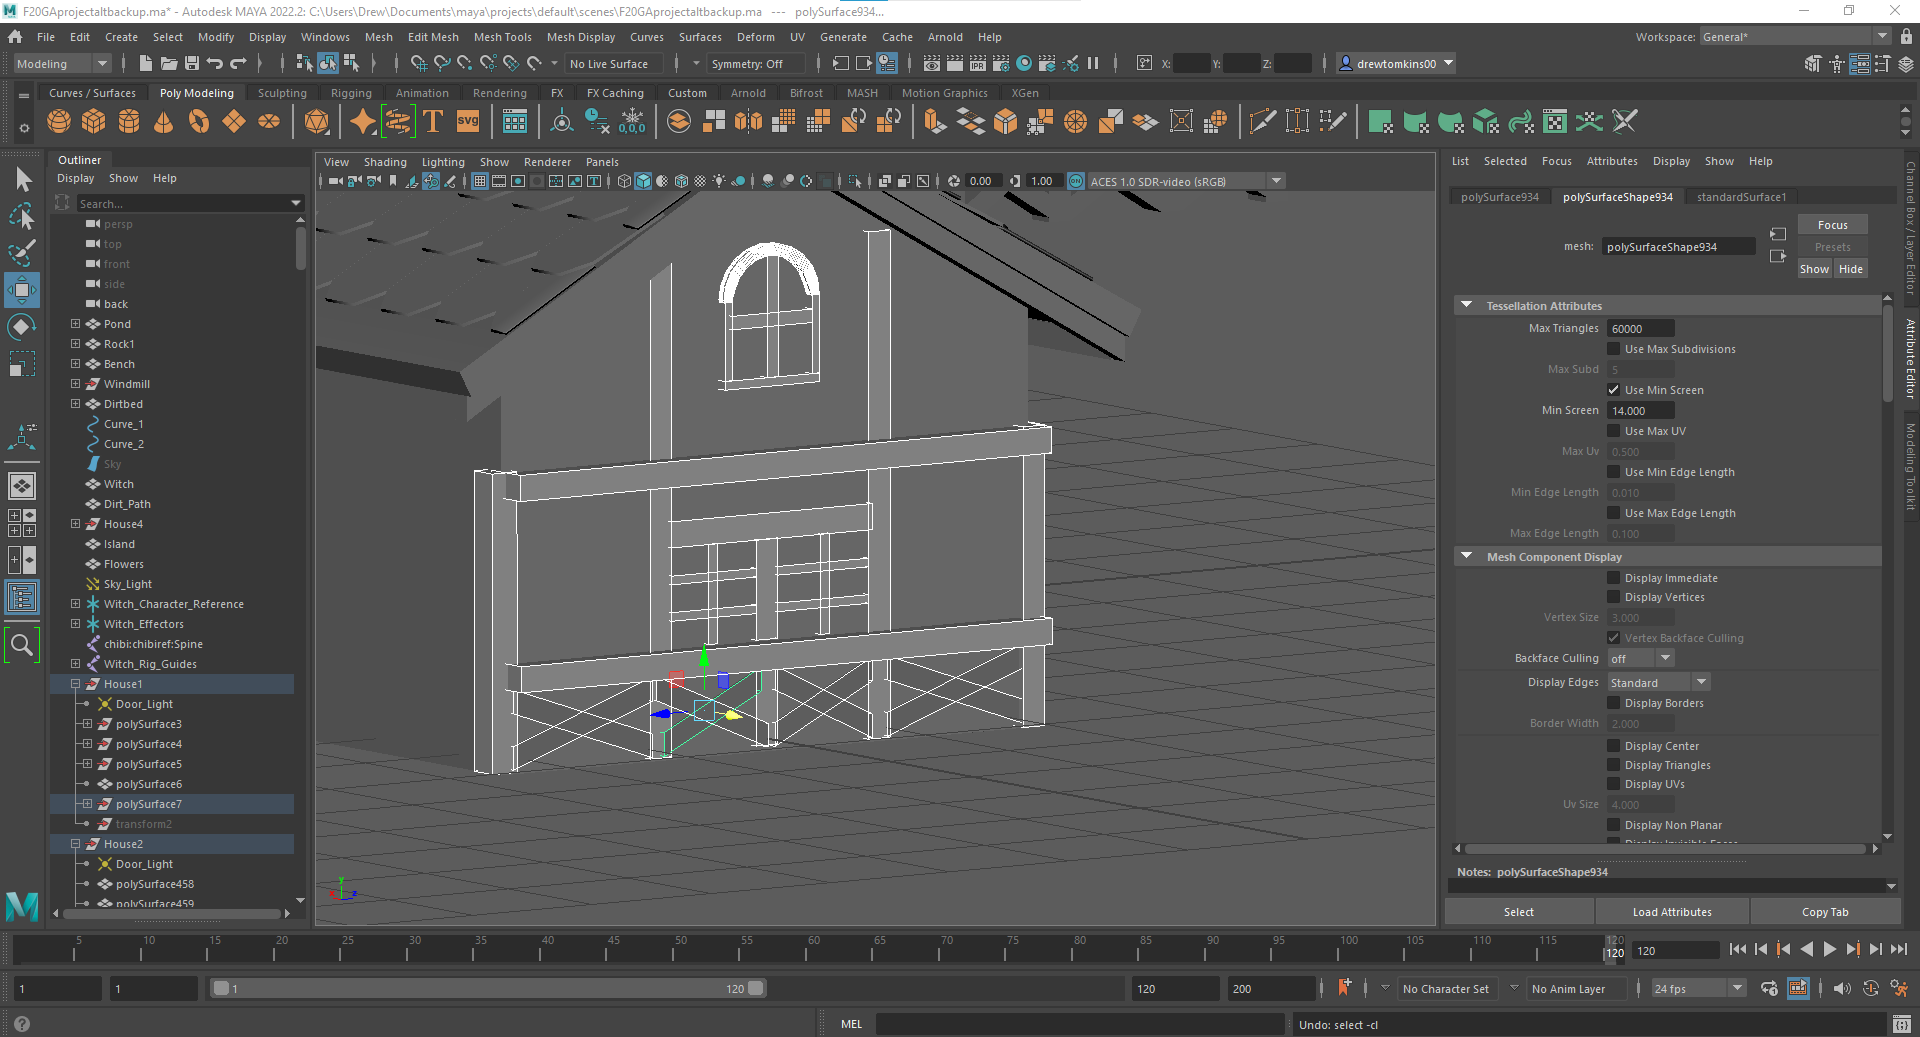 F20GAprojectaltbackup.ma* - Autodesk MAYA 2022.2: C:\Users\Drew\Documents\maya\projects\default\scenes\F20GAprojectaltbackup.ma --- polySurface934...
File Edit Create Select Modify Display Windows Mesh Edit Mesh Mesh Tools Mesh Display Curves Surfaces Deform UV Generate Cache Arnold Help
Workspace: General*
Modeling No Live Surface Symmetry: Off IPR X: Y: Z: drewtomkins00
Curves / Surfaces Poly Modeling Sculpting Rigging Animation Rendering FX FX Caching Custom Arnold Bifrost MASH Motion Graphics XGen
T svg 0,0,0
Outliner
Display Show Help
Search...
persp
top
front
side
back
Pond
Rock1
Bench
Windmill
Dirtbed
Curve_1
Curve_2
Sky
Witch
Dirt_Path
House4
Island
Flowers
Sky_Light
Witch_Character_Reference
Witch_Effectors
chibi:chibiref:Spine
Witch_Rig_Guides
House1
Door_Light
polySurface3
polySurface4
polySurface5
polySurface6
polySurface7
transform2
House2
Door_Light
polySurface458
polySurface459
View Shading Lighting Show Renderer Panels
0.00 1.00 ON ACES 1.0 SDR-video (sRGB)
y
x z
List Selected Focus Attributes Display Show Help
polySurface934 polySurfaceShape934 standardSurface1
Focus
mesh: polySurfaceShape934
Presets
Show Hide
Tessellation Attributes
Max Triangles 60000
Use Max Subdivisions
Max Subd 5
Use Min Screen
Min Screen 14.000
Use Max UV
Max Uv 0.500
Use Min Edge Length
Min Edge Length 0.010
Use Max Edge Length
Max Edge Length 0.100
Mesh Component Display
Display Immediate
Display Vertices
Vertex Size 3.000
Vertex Backface Culling
Backface Culling off
Display Edges Standard
Display Borders
Border Width 2.000
Display Center
Display Triangles
Display UVs
Uv Size 4.000
Display Non Planar
Display Invisible Faces
Notes: polySurfaceShape934
Select Load Attributes Copy Tab
Channel Box / Layer Editor
Attribute Editor
Modeling Toolkit
5 10 15 20 25 30 35 40 45 50 55 60 65 70 75 80 85 90 95 100 105 110 115 120
120 120
1 1 1 120 120 200 No Character Set No Anim Layer 24 fps
MEL Undo: select -cl